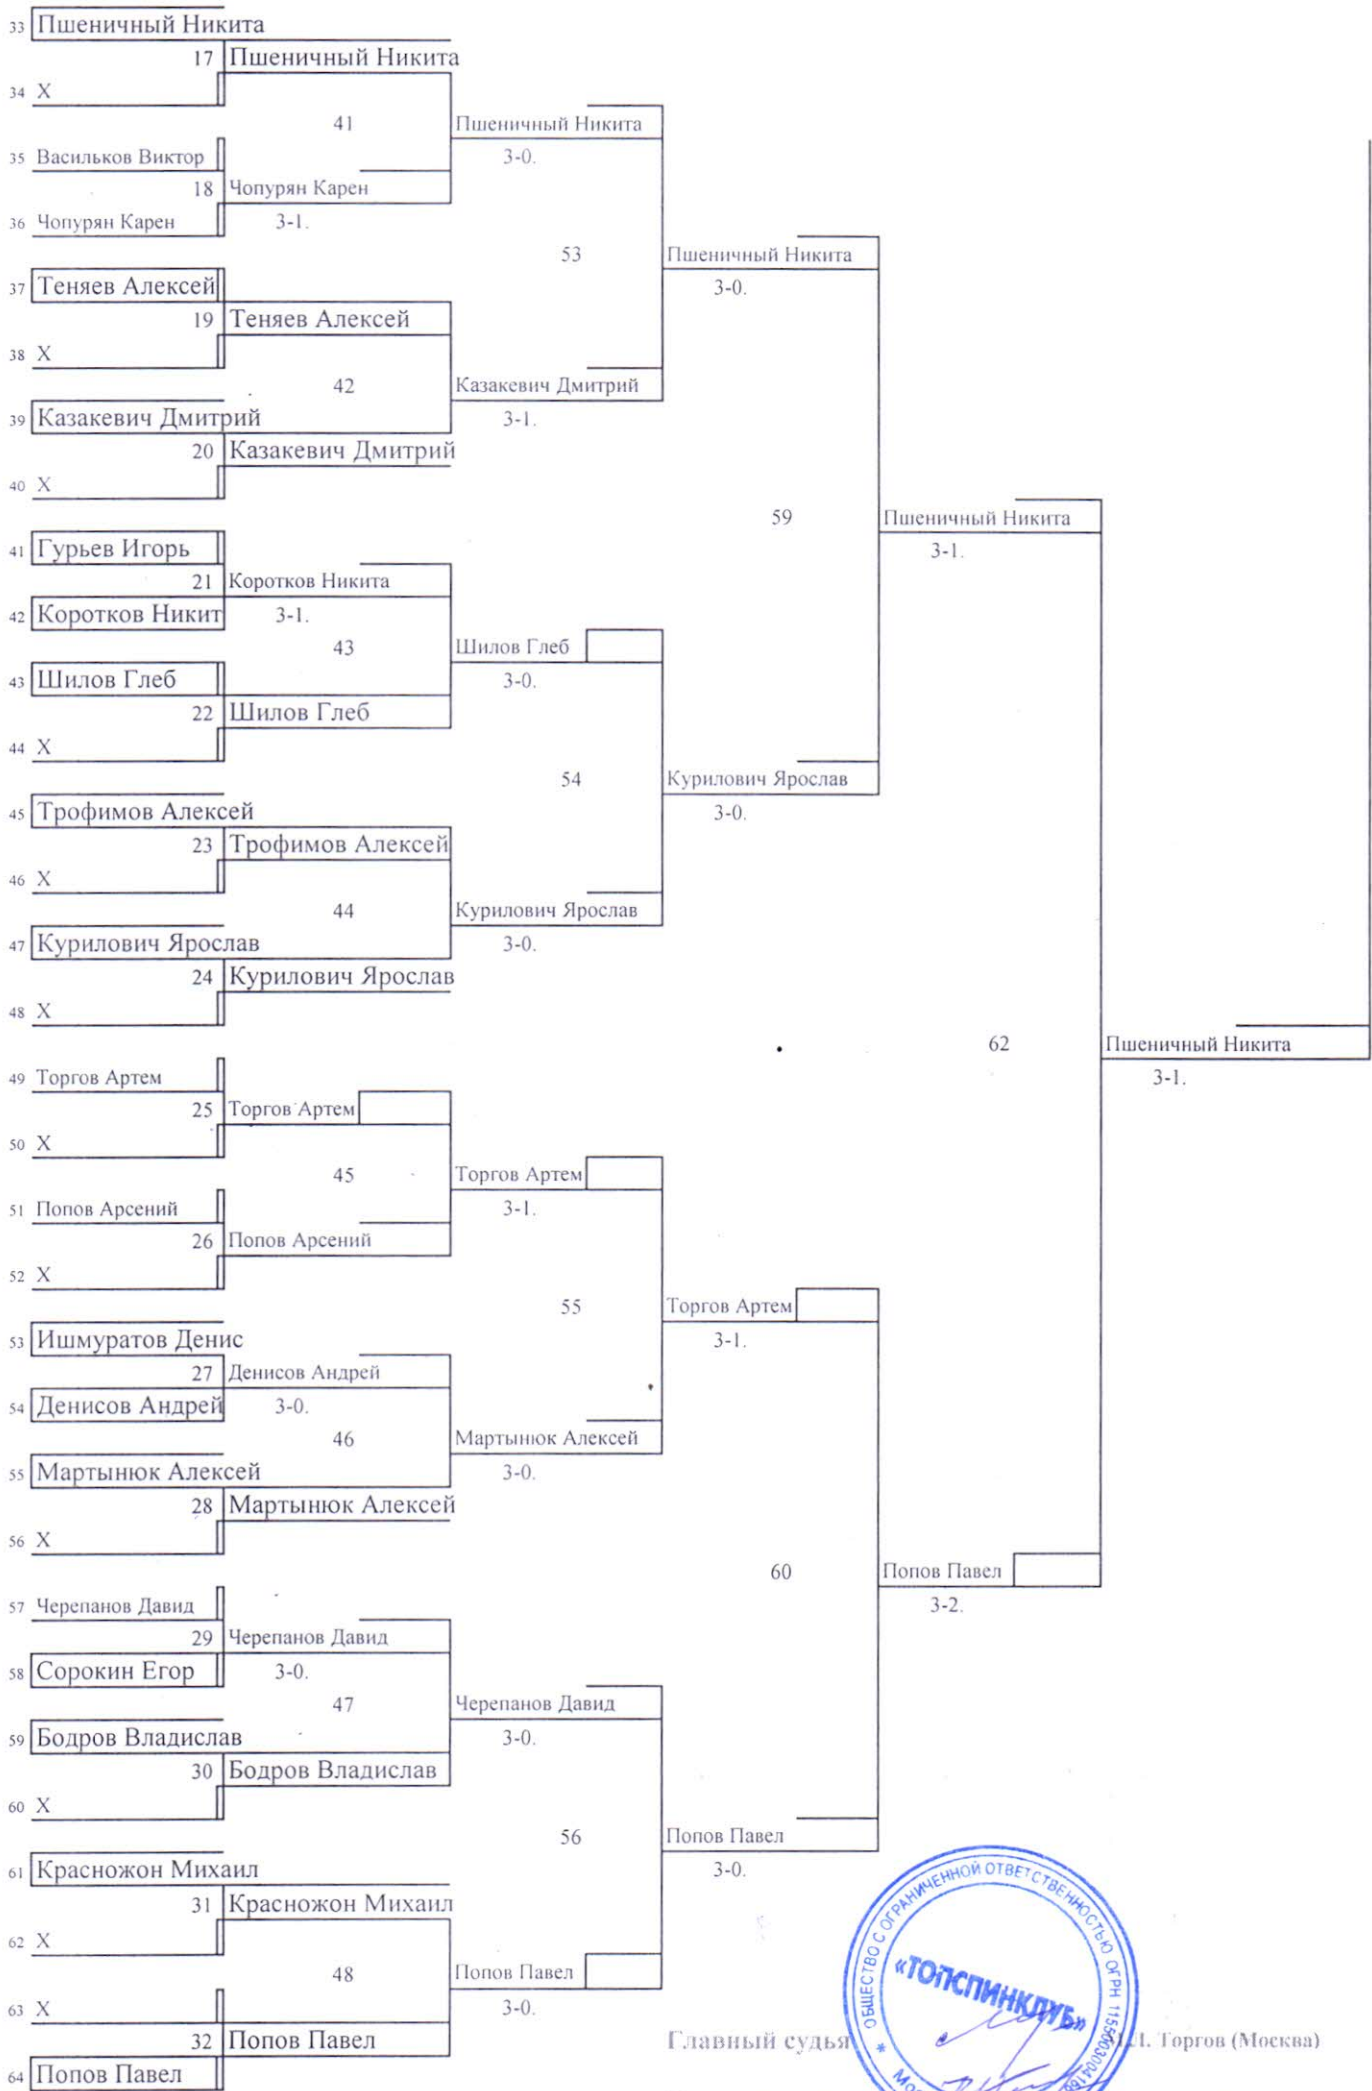 33 Пшеничный Никита
17 Пшеничный Никита
34 X
41 Пшеничный Никита
35 Васильков Виктор 3-0.
18 Чопурян Карен
36 Чопурян Карен 3-1.
53 Пшеничный Никита
37 Теняев Алексей 3-0.
19 Теняев Алексей
38 X
42 Казакевич Дмитрий
39 Казакевич Дмитрий 3-1.
20 Казакевич Дмитрий
40 X
59 Пшеничный Никита
41 Гурьев Игорь 3-1.
21 Коротков Никита
42 Коротков Никит 3-1.
43 Шилов Глеб
43 Шилов Глеб 3-0.
22 Шилов Глеб
44 X
54 Курилович Ярослав
45 Трофимов Алексей 3-0.
23 Трофимов Алексей
46 X
44 Курилович Ярослав
47 Курилович Ярослав 3-0.
24 Курилович Ярослав
48 X
62 Пшеничный Никита
49 Торгов Артем 3-1.
25 Торгов Артем
50 X
45 Торгов Артем
51 Попов Арсений 3-1.
26 Попов Арсений
52 X
55 Торгов Артем
53 Ишмуратов Денис 3-1.
27 Денисов Андрей
54 Денисов Андрей 3-0.
46 Мартынюк Алексей
55 Мартынюк Алексей 3-0.
28 Мартынюк Алексей
56 X
60 Попов Павел
57 Черепанов Давид 3-2.
29 Черепанов Давид
58 Сорокин Егор 3-0.
47 Черепанов Давид
59 Бодров Владислав 3-0.
30 Бодров Владислав
60 X
56 Попов Павел
61 Красножон Михаил 3-0.
31 Красножон Михаил
62 X
48 Попов Павел
63 X 3-0.
32 Попов Павел
64 Попов Павел
Главный судья Торгов (Москва)
ОБЩЕСТВО С ОГРАНИЧЕННОЙ ОТВЕТСТВЕННОСТЬЮ ОГРН
«ТОПСПИНКЛУБ»